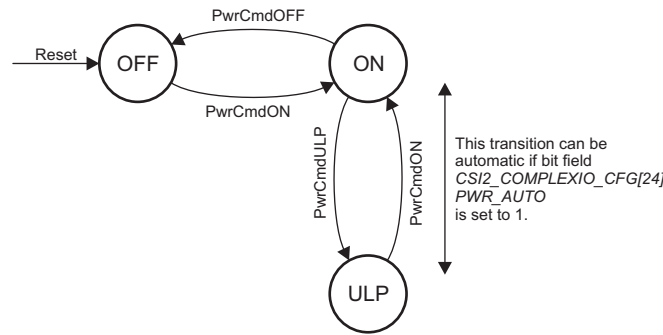 PwrCmdOFF
Reset
OFF
ON
PwrCmdON
PwrCmdULP
PwrCmdON
This transition can be
automatic if bit field
CSI2_COMPLEXIO_CFG[24]
PWR_AUTO
is set to 1.
ULP